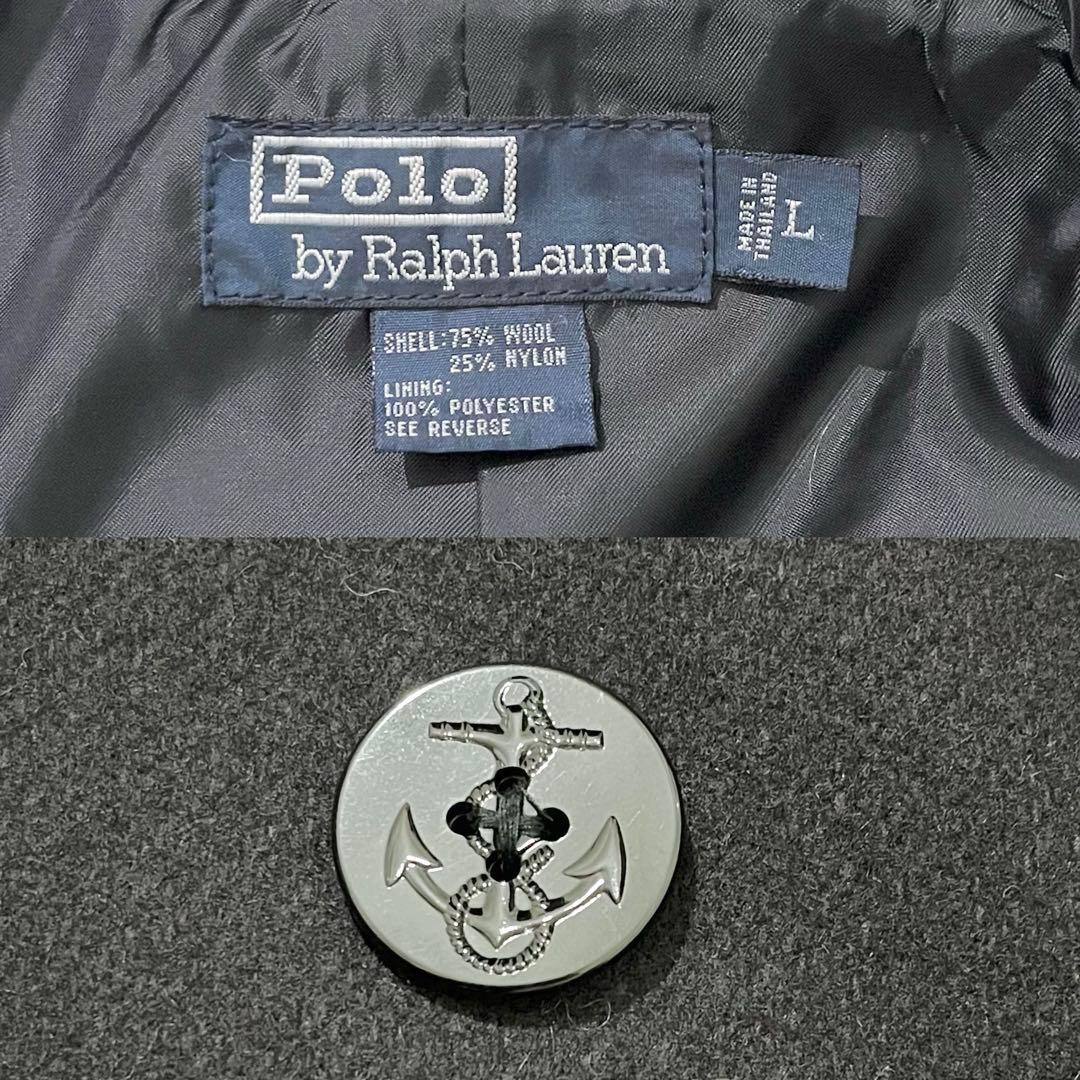 Polo
by Ralph Lauren
MADE IN
THAILAND
L
SHELL:75% WOOL
25% NYLON
LINING:
100% POLYESTER
SEE REVERSE